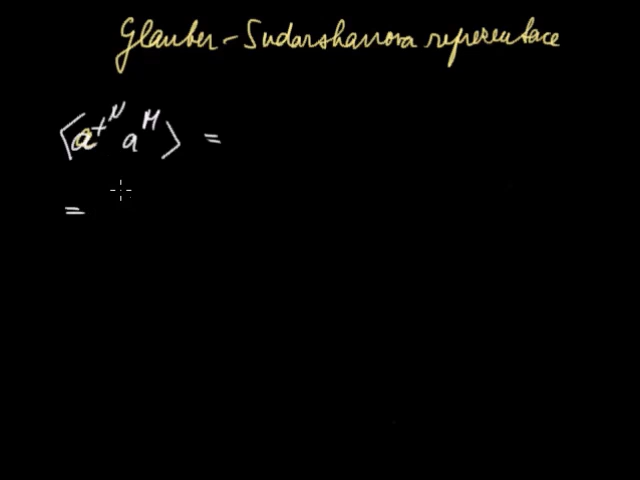 Glauber - Sudarshanova reprezentace
⟨a⁺ᴺ aᴹ⟩ =
=